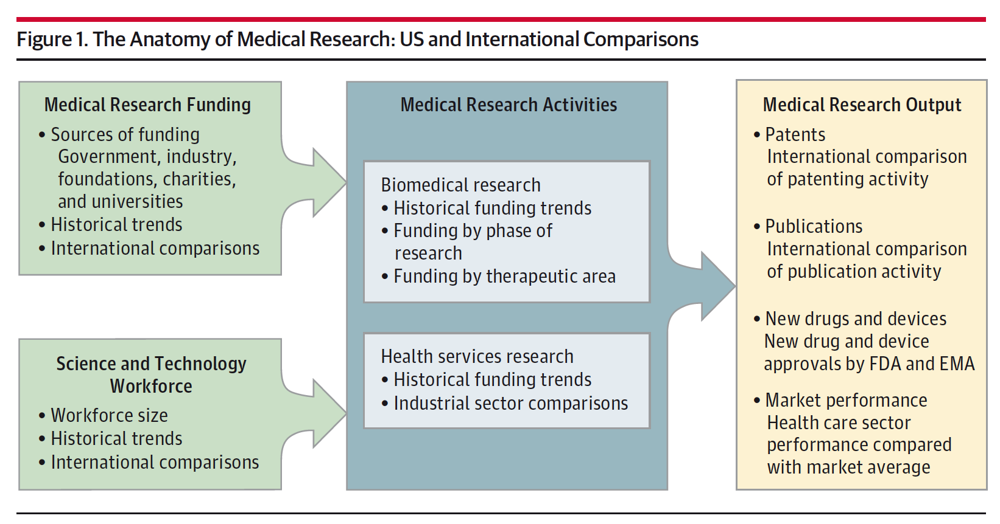 Figure 1. The Anatomy of Medical Research: US and International Comparisons
Medical Research Funding
• Sources of funding
Government, industry,
foundations, charities,
and universities
• Historical trends
• International comparisons
Science and Technology
Workforce
• Workforce size
• Historical trends
• International comparisons
Medical Research Activities
Biomedical research
• Historical funding trends
• Funding by phase of
research
• Funding by therapeutic area
Health services research
• Historical funding trends
• Industrial sector comparisons
Medical Research Output
• Patents
International comparison
of patenting activity
• Publications
International comparison
of publication activity
• New drugs and devices
New drug and device
approvals by FDA and EMA
• Market performance
Health care sector
performance compared
with market average